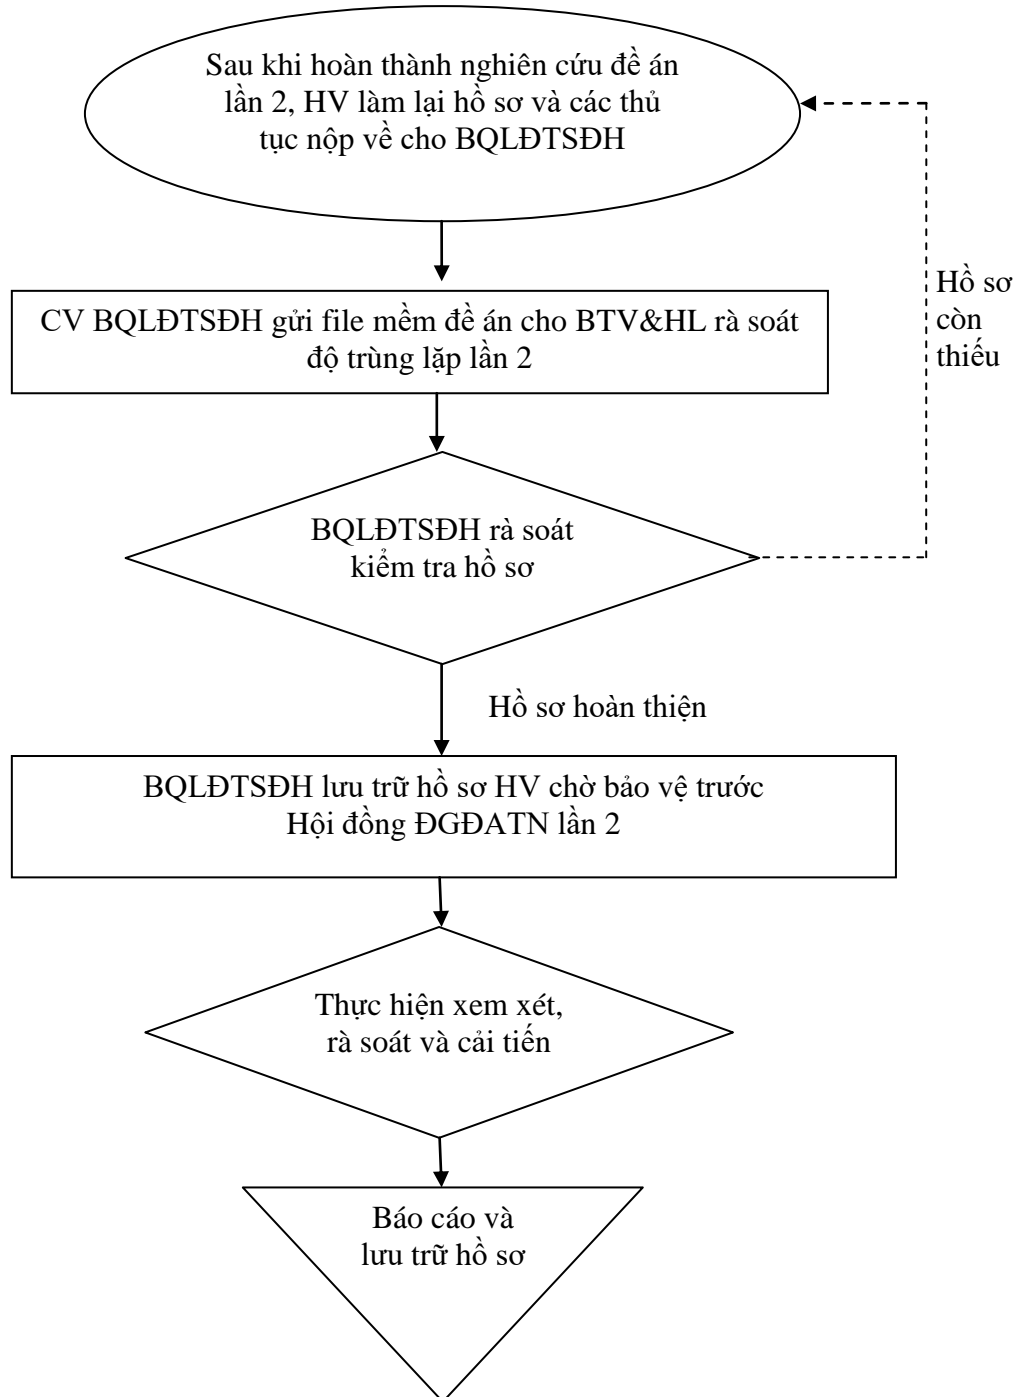 Sau khi hoàn thành nghiên cứu đề án
lần 2, HV làm lại hồ sơ và các thủ
tục nộp về cho BQLĐTSĐH
Hồ sơ
còn
thiếu
CV BQLĐTSĐH gửi file mềm đề án cho BTV&HL rà soát
độ trùng lặp lần 2
BQLĐTSĐH rà soát
kiểm tra hồ sơ
Hồ sơ hoàn thiện
BQLĐTSĐH lưu trữ hồ sơ HV chờ bảo vệ trước
Hội đồng ĐGĐATN lần 2
Thực hiện xem xét,
rà soát và cải tiến
Báo cáo và
lưu trữ hồ sơ